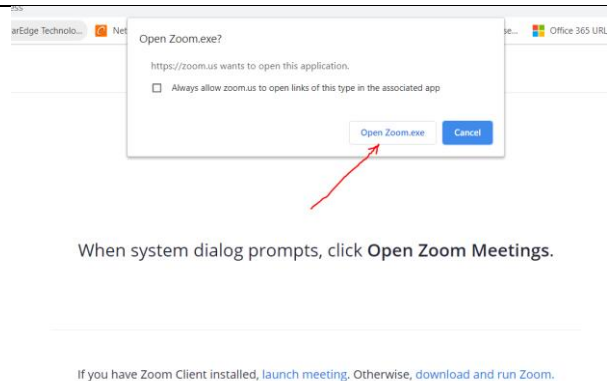 Open Zoom.exe?
arEdge Technolo...
Net
se...
Office 365 URL
https://zoom.us wants to open this application.
Always allow zoom.us to open links of this type in the associated app
Open Zoom.exe
Cancel
When system dialog prompts, click Open Zoom Meetings.
If you have Zoom Client installed, launch meeting. Otherwise, download and run Zoom.